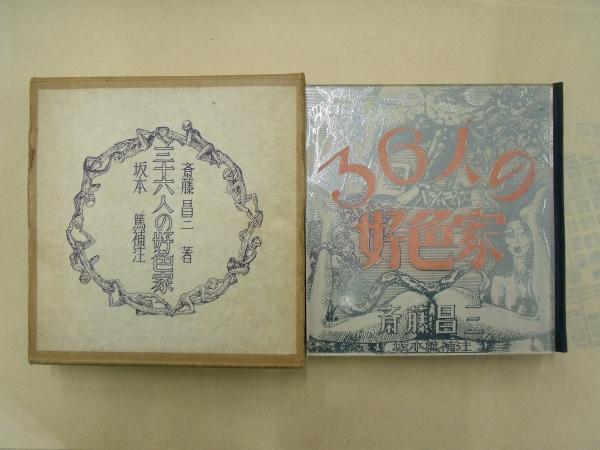 斎藤昌三 著
三十六人の好色家
坂本 篤補注
36人の
好色家
斎藤昌三
坂本篤補注